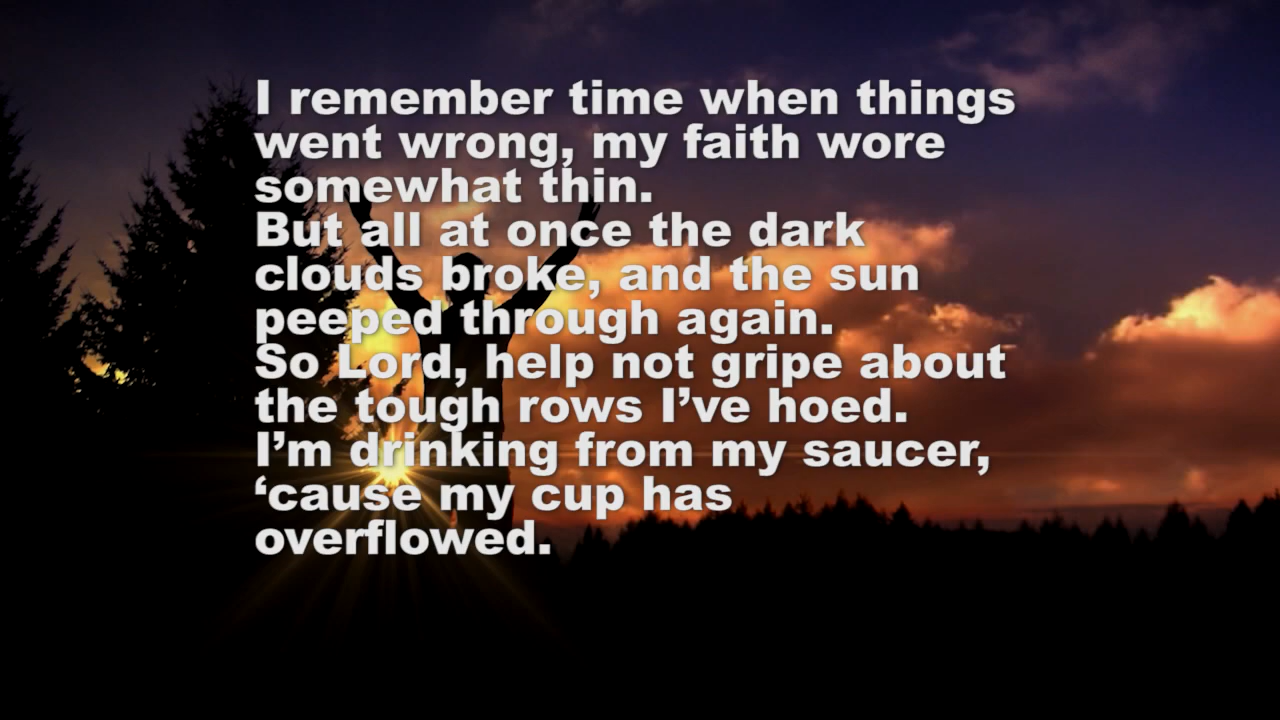 I remember time when things
went wrong, my faith wore
somewhat thin.
But all at once the dark
clouds broke, and the sun
peeped through again.
So Lord, help not gripe about
the tough rows I’ve hoed.
I’m drinking from my saucer,
‘cause my cup has
overflowed.